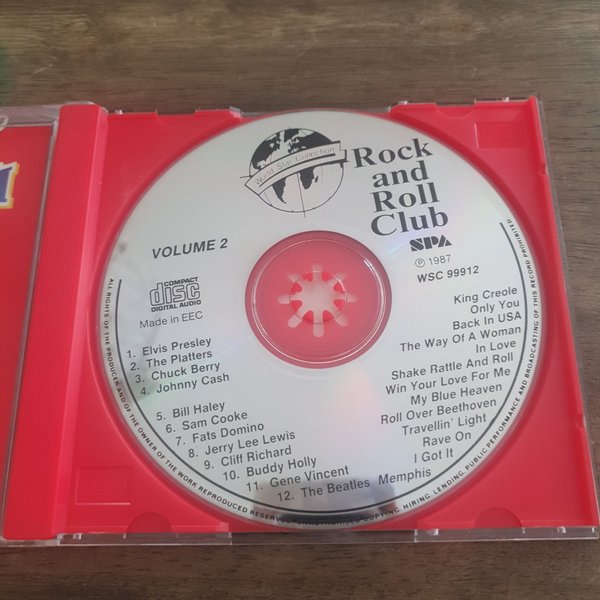 World Star Collection
Rock
and
Roll
Club
SPA
℗ 1987
WSC 99912
VOLUME 2
COMPACT
disc
DIGITAL AUDIO
Made in EEC
1. Elvis Presley King Creole
2. The Platters Only You
3. Chuck Berry Back In USA
4. Johnny Cash The Way Of A Woman
In Love
5. Bill Haley Shake Rattle And Roll
6. Sam Cooke Win Your Love For Me
7. Fats Domino My Blue Heaven
8. Jerry Lee Lewis Roll Over Beethoven
9. Cliff Richard Travellin' Light
10. Buddy Holly Rave On
11. Gene Vincent I Got It
12. The Beatles Memphis
ALL RIGHTS OF THE PRODUCER AND OF THE OWNER OF THE WORK REPRODUCED RESERVED. COPYING, HIRING, LENDING, PUBLIC PERFORMANCE AND BROADCASTING OF THIS RECORD PROHIBITED.